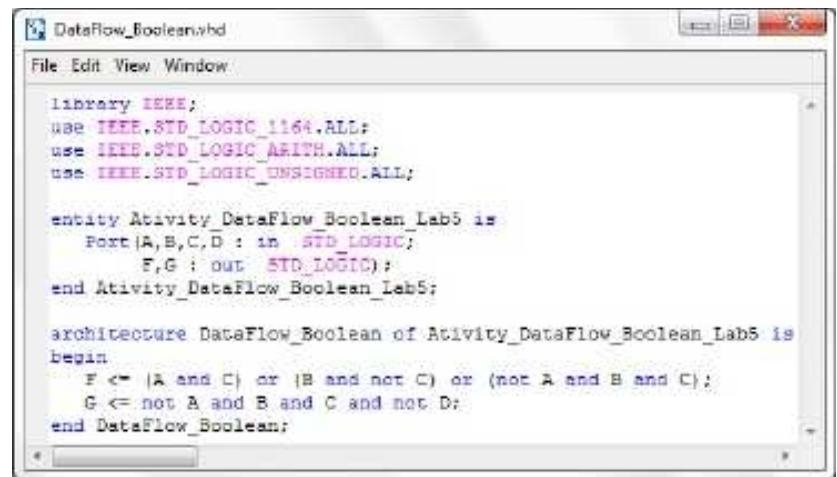 DataFlow_Boolean.vhd
File Edit View Window
library IEEE;
use IEEE.STD_LOGIC_1164.ALL;
use IEEE.STD_LOGIC_ARITH.ALL;
use IEEE.STD_LOGIC_UNSIGNED.ALL;
entity Ativity_DataFlow_Boolean_Lab5 is
Port(A,B,C,D : in STD_LOGIC;
F,G : out STD_LOGIC);
end Ativity_DataFlow_Boolean_Lab5;
architecture DataFlow_Boolean of Ativity_DataFlow_Boolean_Lab5 is
begin
F <= (A and C) or (B and not C) or (not A and B and C);
G <= not A and B and C and not D;
end DataFlow_Boolean;